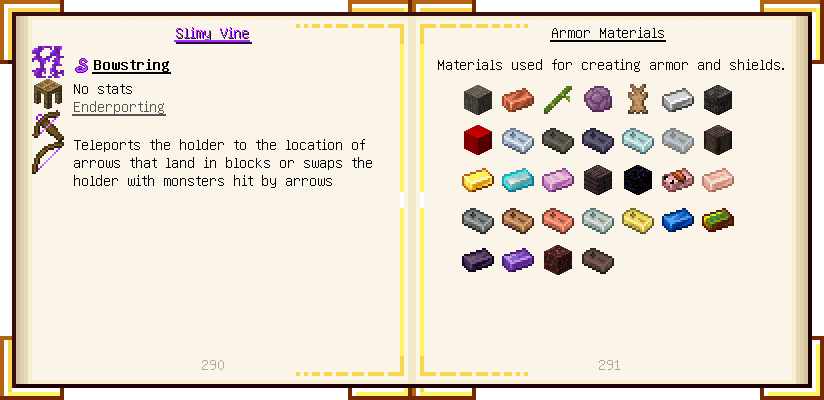 Slimy Vine
Bowstring
No stats
Enderporting
Teleports the holder to the location of
arrows that land in blocks or swaps the
holder with monsters hit by arrows
290
Armor Materials
Materials used for creating armor and shields.
291